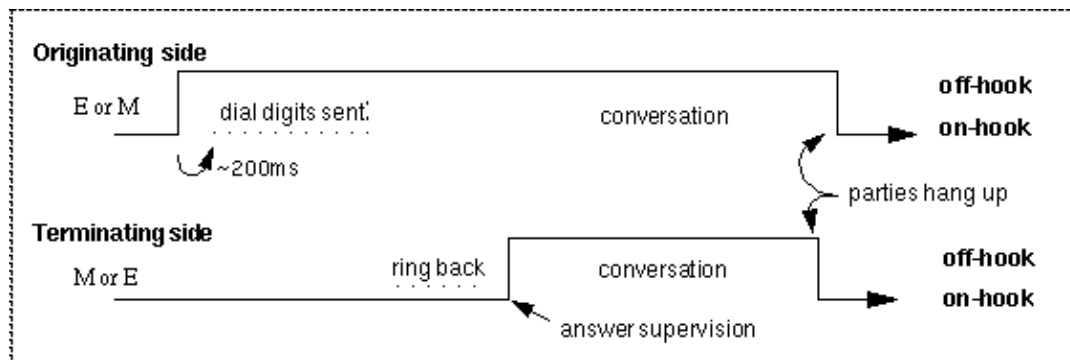 Originating side
E or M
dial digits sent.
conversation
off-hook
on-hook
~200ms
parties hang up
Terminating side
M or E
ring back
conversation
off-hook
on-hook
answer supervision